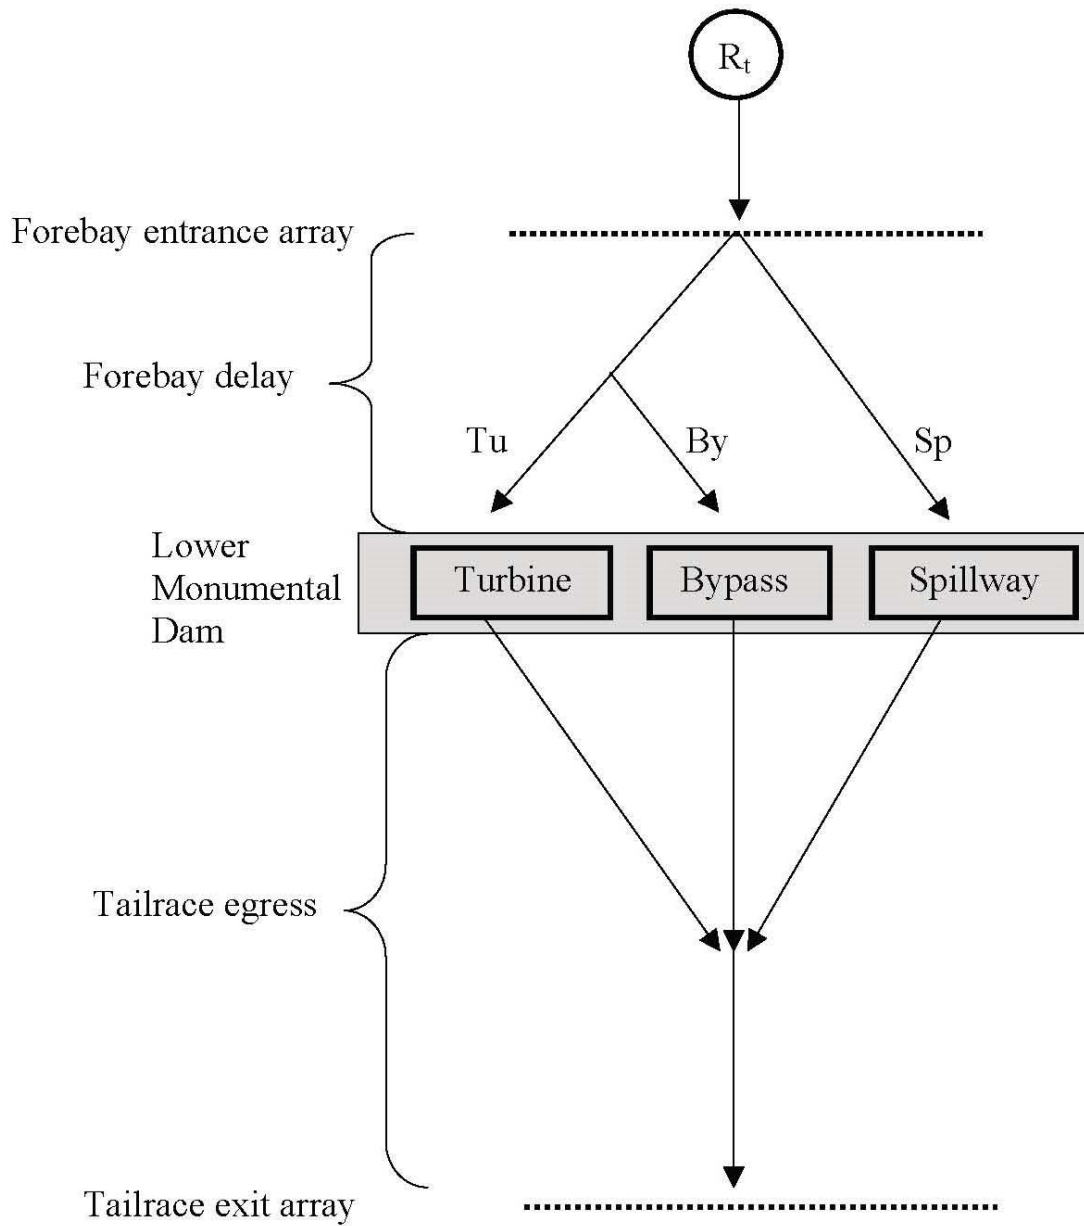 Rt
Forebay entrance array
Forebay delay
Tu
By
Sp
Lower
Monumental
Dam
Turbine
Bypass
Spillway
Tailrace egress
Tailrace exit array